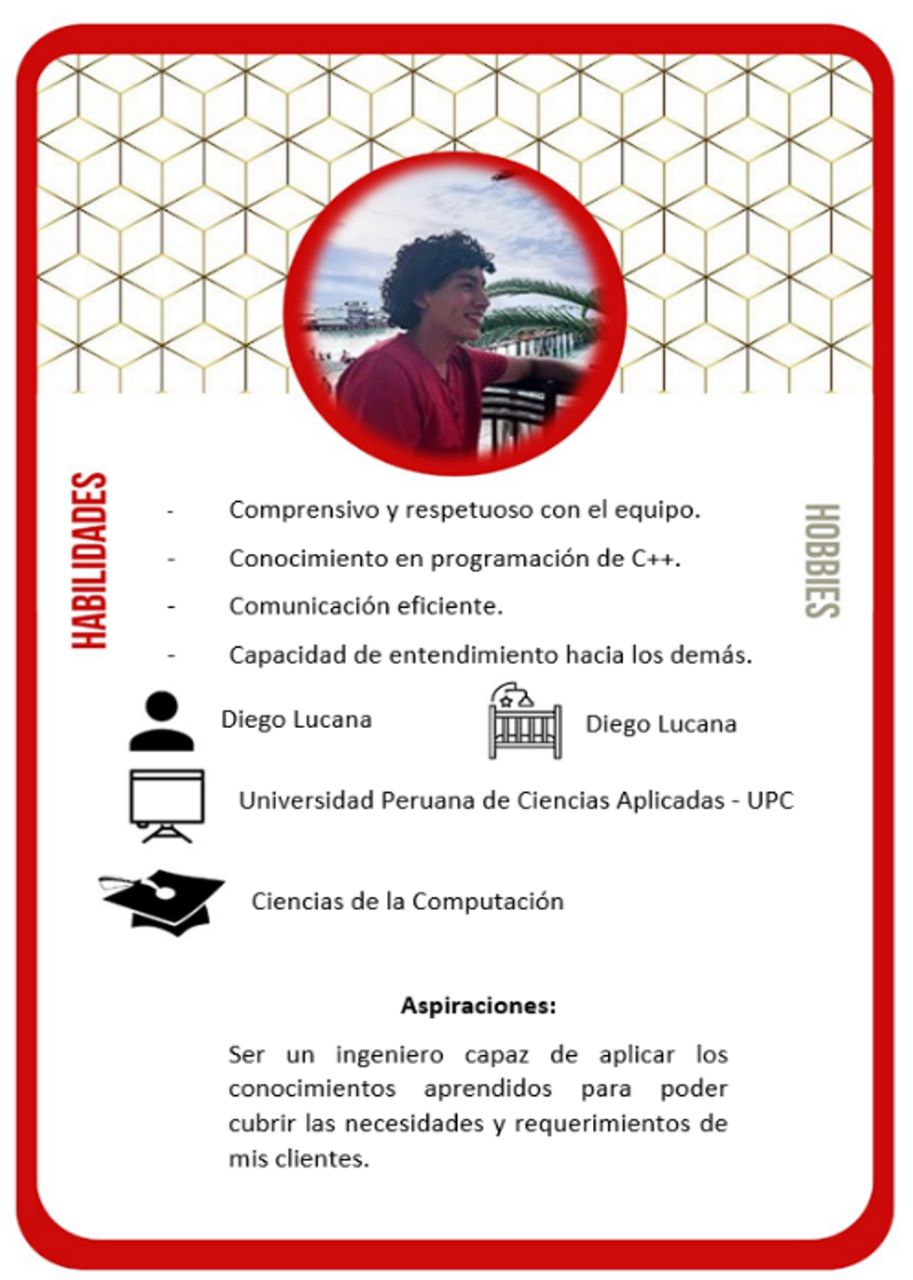 HABILIDADES
HOBBIES
- Comprensivo y respetuoso con el equipo.
- Conocimiento en programación de C++.
- Comunicación eficiente.
- Capacidad de entendimiento hacia los demás.
Diego Lucana
Diego Lucana
Universidad Peruana de Ciencias Aplicadas - UPC
Ciencias de la Computación
Aspiraciones:
Ser un ingeniero capaz de aplicar los
conocimientos aprendidos para poder
cubrir las necesidades y requerimientos de
mis clientes.